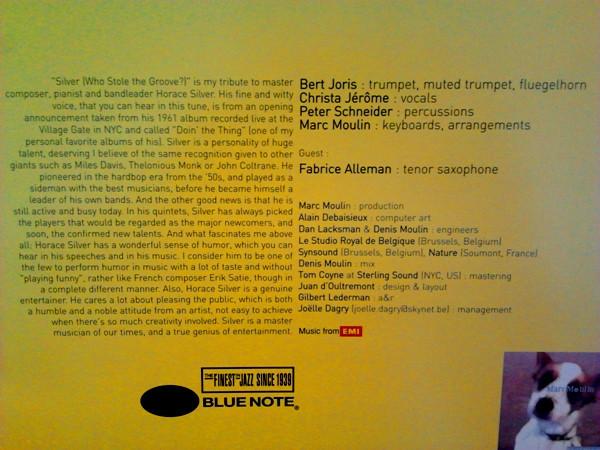 "Silver (Who Stole the Groove?)" is my tribute to master
composer, pianist and bandleader Horace Silver. His fine and witty
voice, that you can hear in this tune, is from an opening
announcement taken from his 1961 album recorded live at the
Village Gate in NYC and called "Doin' the Thing" (one of my
personal favorite albums of his). Silver is a personality of huge
talent, deserving I believe of the same recognition given to other
giants such as Miles Davis, Thelonious Monk or John Coltrane. He
pioneered in the hardbop era from the '50s, and played as a
sideman with the best musicians, before he became himself a
leader of his own bands. And the other good news is that he is
still active and busy today. In his quintets, Silver has always picked
the players that would be regarded as the major newcomers, and
soon, the confirmed new talents. And what fascinates me above
all: Horace Silver has a wonderful sense of humor, which you can
hear in his speeches and in his music. I consider him to be one of
the few to perform humor in music with a lot of taste and without
"playing funny", rather like French composer Erik Satie, though in
a complete different manner. Also, Horace Silver is a genuine
entertainer. He cares a lot about pleasing the public, which is both
a humble and a noble attitude from an artist, not easy to achieve
when there's so much creativity involved. Silver is a master
musician of our times, and a true genius of entertainment.
Bert Joris : trumpet, muted trumpet, fluegelhorn
Christa Jérôme : vocals
Peter Schneider : percussions
Marc Moulin : keyboards, arrangements
Guest :
Fabrice Alleman : tenor saxophone
Marc Moulin : production
Alain Debaisieux : computer art
Dan Lacksman & Denis Moulin : engineers
Le Studio Royal de Belgique (Brussels, Belgium)
Synsound (Brussels, Belgium), Nature (Soumont, France)
Denis Moulin : mix
Tom Coyne at Sterling Sound (NYC, US) : mastering
Juan d'Oultremont : design & layout
Gilbert Lederman : a&r
Joëlle Dagry (joelle.dagry@skynet.be) : management
Music from EMI
THE FINEST IN JAZZ SINCE 1939
BLUE NOTE®
MarcMoulin